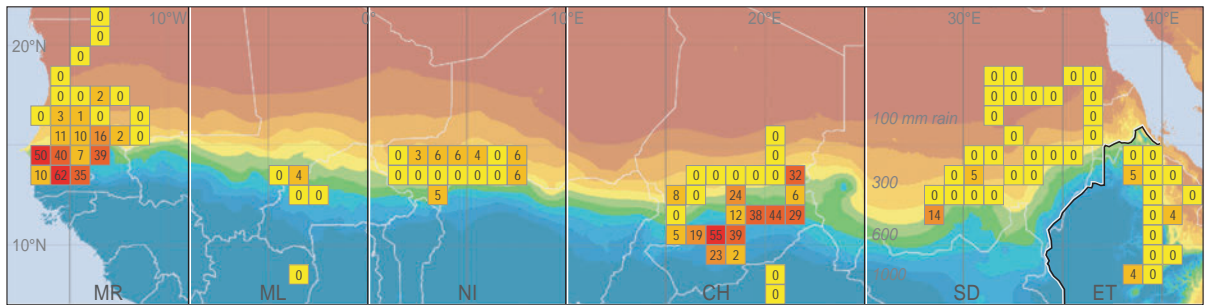 0 10°W 0° 10°E 20°E 30°E 40°E
0
20°N
0
0 0 0 0 0
0 0 2 0 0 0 0 0 0
0 3 1 0 0 100 mm rain 0 0
11 10 16 2 0 0 0 0
50 40 7 39 0 3 6 6 4 0 6 0 0 0 0 0 0 0 0
10 62 35 0 4 0 0 0 0 0 0 6 0 0 0 0 0 32 300 0 5 0 0 5 0 0
0 0 5 8 0 24 6 0 0 0 0 0 0
0 12 38 44 29 14 0 4
10°N 5 19 55 39 600 0 0
23 2 0 0
0 0 1000 4 0
MR ML NI CH 0 SD ET